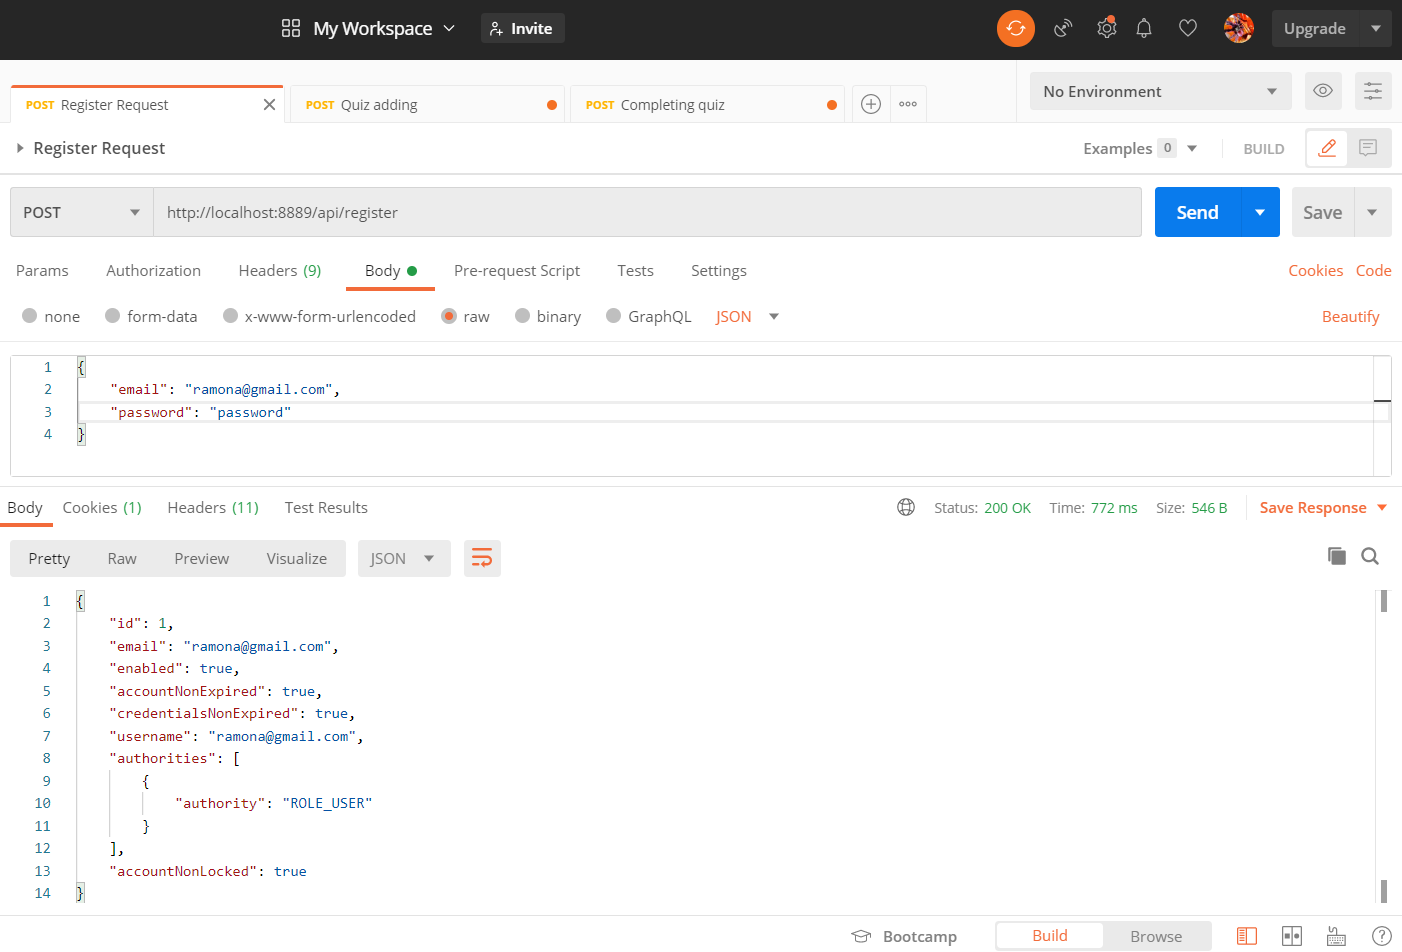 My Workspace Invite Upgrade
POST Register Request POST Quiz adding POST Completing quiz No Environment
Register Request Examples 0 BUILD
POST http://localhost:8889/api/register Send Save
Params Authorization Headers (9) Body Pre-request Script Tests Settings Cookies Code
none form-data x-www-form-urlencoded raw binary GraphQL JSON Beautify
1 {
2 "email": "ramona@gmail.com",
3 "password": "password"
4 }
Body Cookies (1) Headers (11) Test Results Status: 200 OK Time: 772 ms Size: 546 B Save Response
Pretty Raw Preview Visualize JSON
1 {
2 "id": 1,
3 "email": "ramona@gmail.com",
4 "enabled": true,
5 "accountNonExpired": true,
6 "credentialsNonExpired": true,
7 "username": "ramona@gmail.com",
8 "authorities": [
9 {
10 "authority": "ROLE_USER"
11 }
12 ],
13 "accountNonLocked": true
14 }
Bootcamp Build Browse